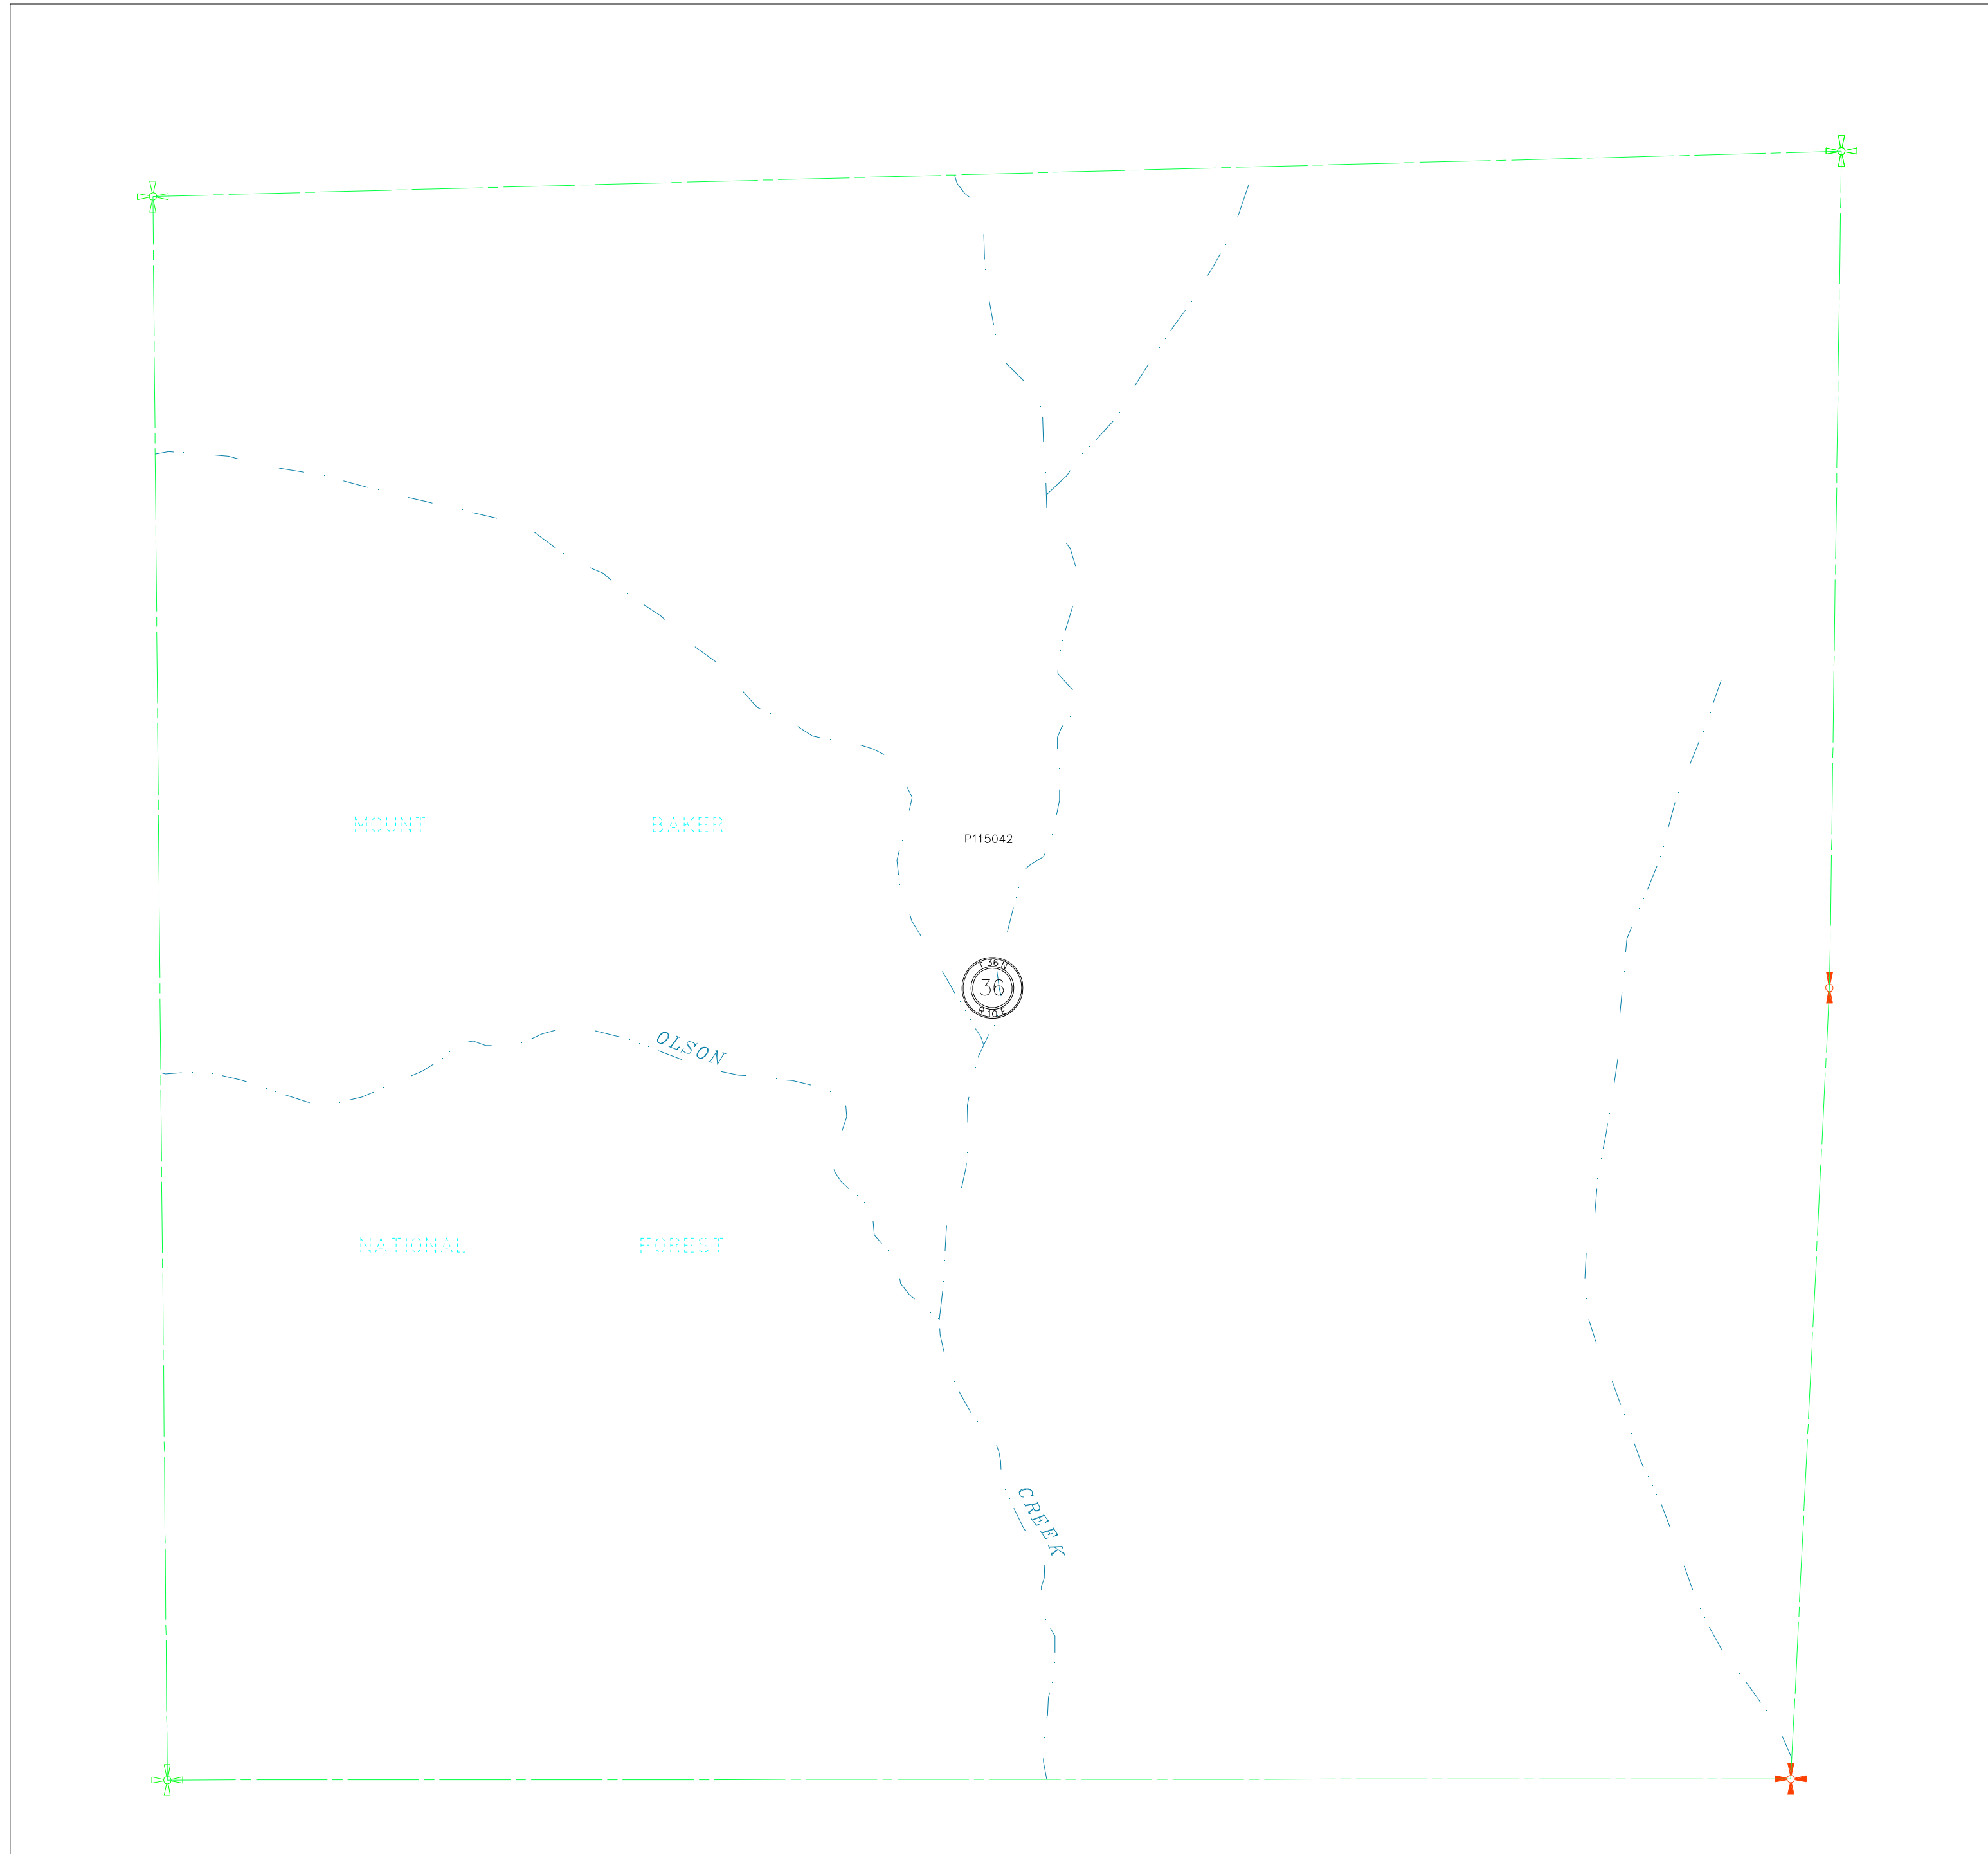 MOUNT BAKER
P115042
T 36 N
36
R 10 E
OLSON
NATIONAL FOREST
CREEK